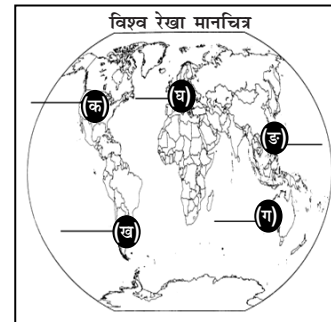 विश्व रेखा मानचित्र
(क)
(घ)
(ङ)
(ग)
(ख)